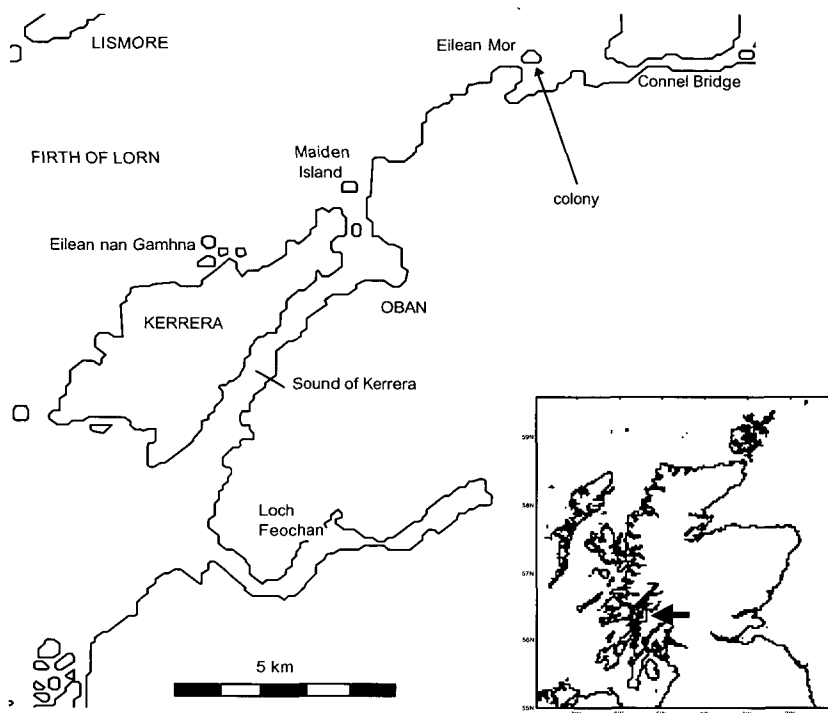 LISMORE
Eilean Mor
Connel Bridge
FIRTH OF LORN
Maiden
Island
colony
Eilean nan Gamhna
OBAN
KERRERA
Sound of Kerrera
Loch
Feochan
5 km
59N
58N
57N
56N
55N